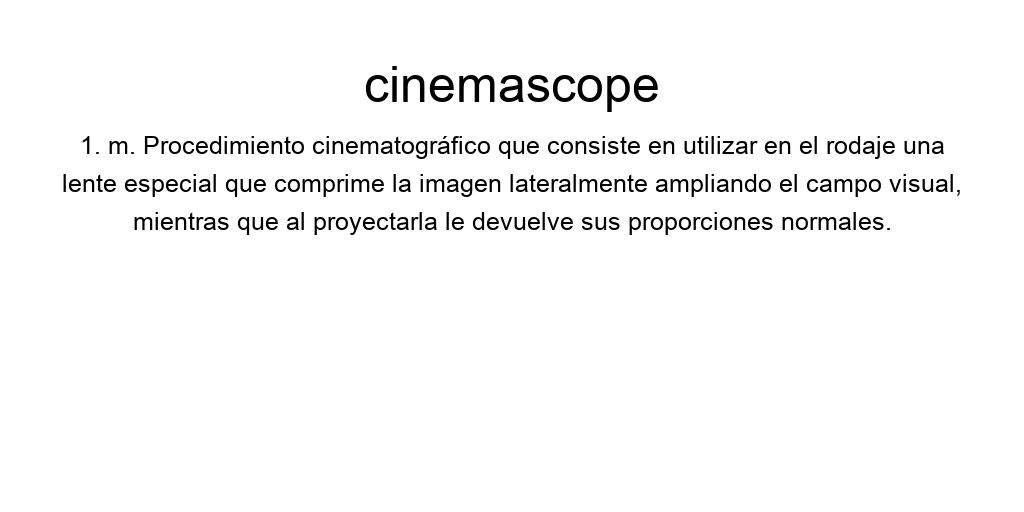 cinemascope
1. m. Procedimiento cinematográfico que consiste en utilizar en el rodaje una
lente especial que comprime la imagen lateralmente ampliando el campo visual,
mientras que al proyectarla le devuelve sus proporciones normales.